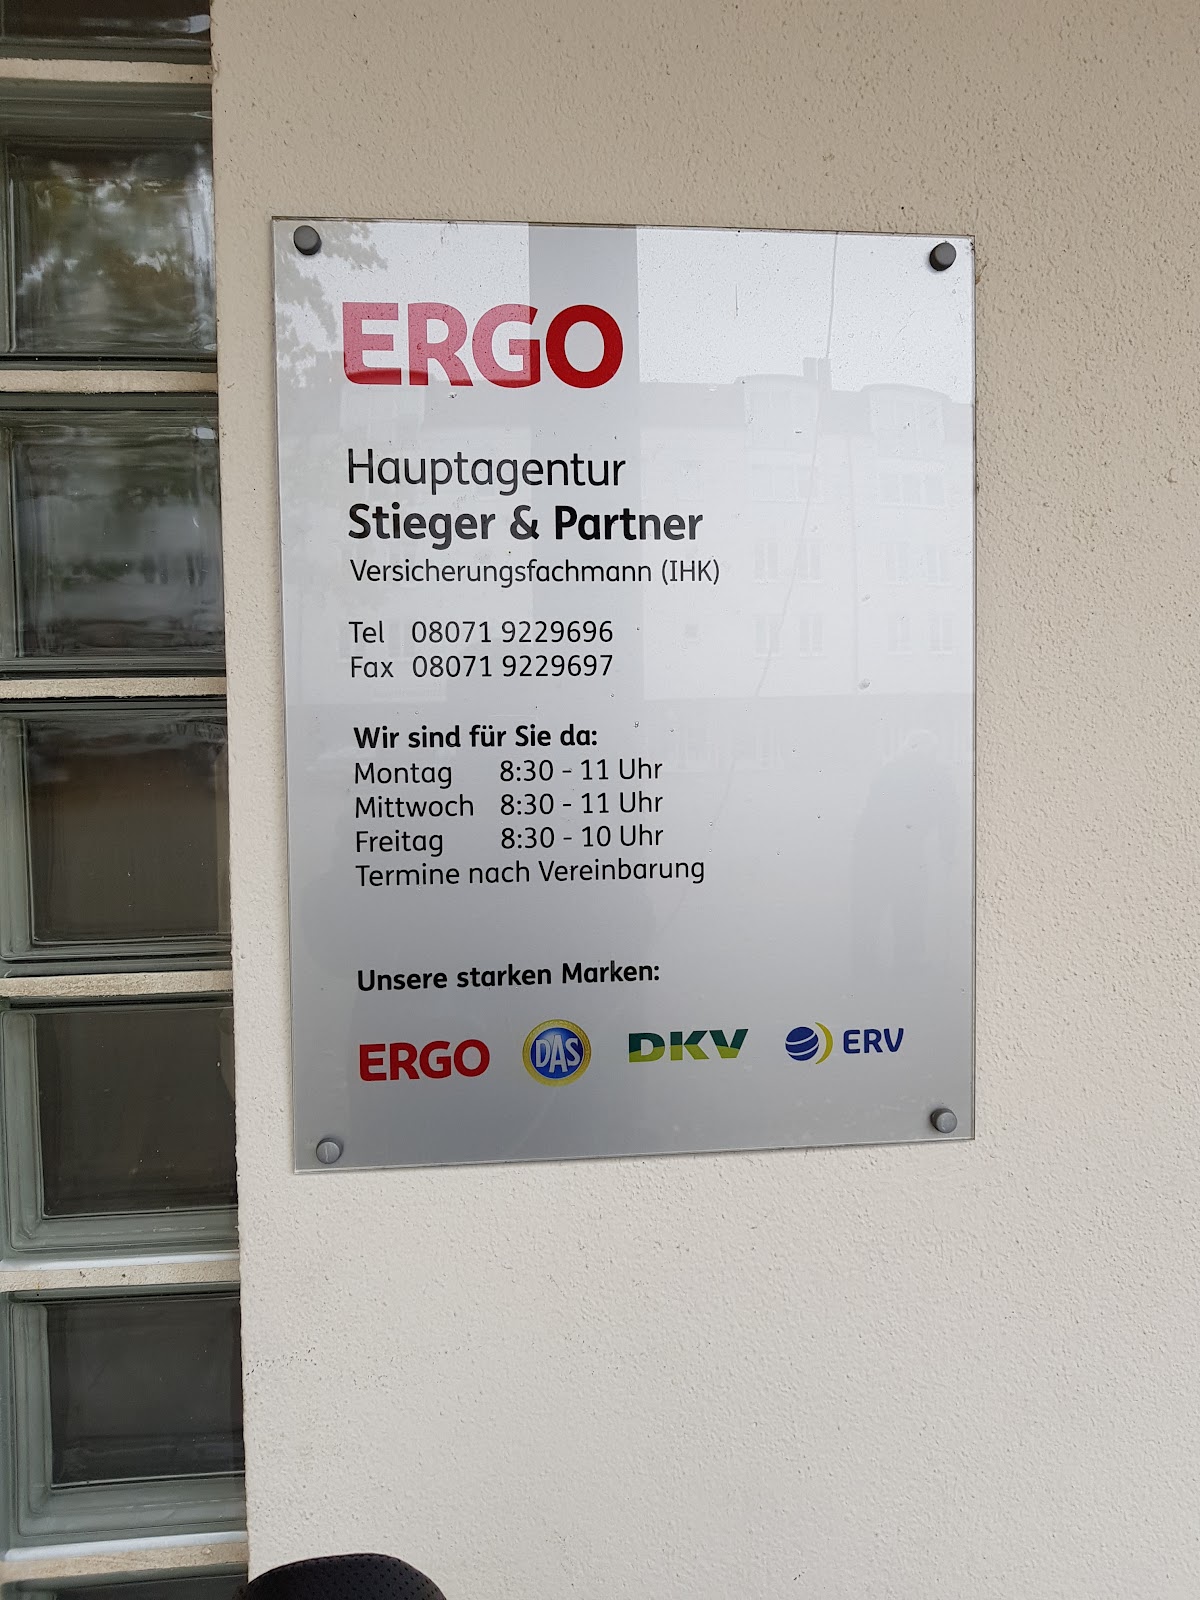 ERGO
Hauptagentur
Stieger & Partner
Versicherungsfachmann (IHK)
Tel 08071 9229696
Fax 08071 9229697
Wir sind für Sie da:
Montag 8:30 - 11 Uhr
Mittwoch 8:30 - 11 Uhr
Freitag 8:30 - 10 Uhr
Termine nach Vereinbarung
Unsere starken Marken:
ERGO DAS DKV ERV